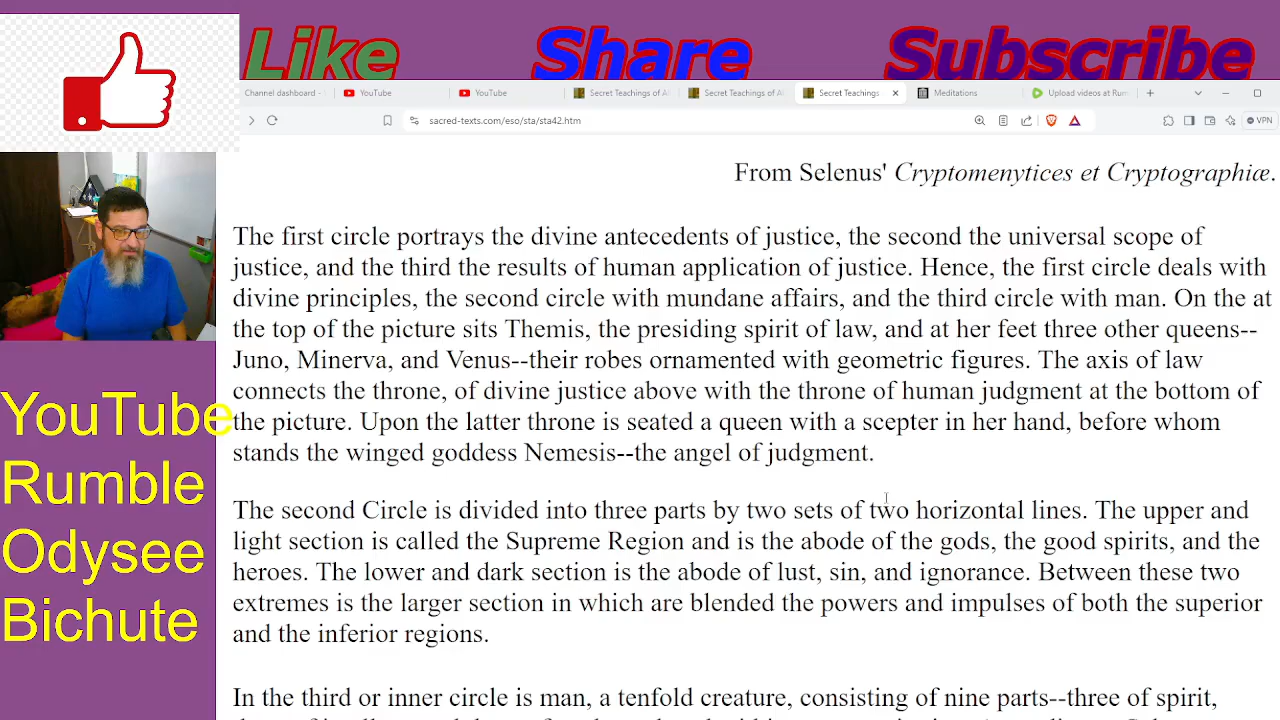 Like Share Subscribe
Channel dashboard - YouTube YouTube Secret Teachings of A Secret Teachings of A Secret Teachings Meditations Upload videos at Rum
sacred-texts.com/eso/sta/sta42.htm VPN
From Selenus' Cryptomenytices et Cryptographiæ.
The first circle portrays the divine antecedents of justice, the second the universal scope of
justice, and the third the results of human application of justice. Hence, the first circle deals with
divine principles, the second circle with mundane affairs, and the third circle with man. On the at
the top of the picture sits Themis, the presiding spirit of law, and at her feet three other queens--
Juno, Minerva, and Venus--their robes ornamented with geometric figures. The axis of law
connects the throne, of divine justice above with the throne of human judgment at the bottom of
the picture. Upon the latter throne is seated a queen with a scepter in her hand, before whom
stands the winged goddess Nemesis--the angel of judgment.
The second Circle is divided into three parts by two sets of two horizontal lines. The upper and
light section is called the Supreme Region and is the abode of the gods, the good spirits, and the
heroes. The lower and dark section is the abode of lust, sin, and ignorance. Between these two
extremes is the larger section in which are blended the powers and impulses of both the superior
and the inferior regions.
In the third or inner circle is man, a tenfold creature, consisting of nine parts--three of spirit,
YouTube
Rumble
Odysee
Bichute